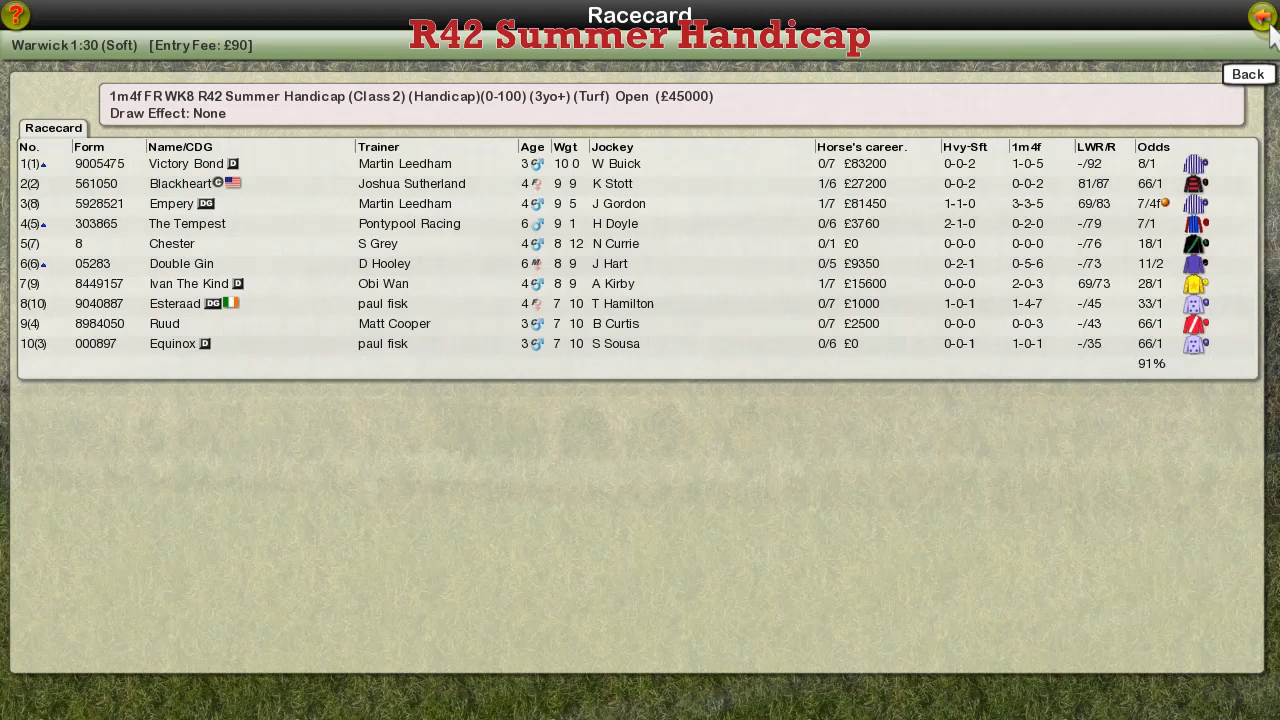 ?
Racecard
R42 Summer Handicap
Warwick 1:30 (Soft) [Entry Fee: £90]
Back
1m4f FR WK8 R42 Summer Handicap (Class 2) (Handicap)(0-100) (3yo+) (Turf) Open (£45000)
Draw Effect: None
Racecard
No. Form Name/CDG Trainer Age Wgt Jockey Horse's career. Hvy-Sft 1m4f LWR/R Odds
1(1) 9005475 Victory Bond D Martin Leedham 3 10 0 W Buick 0/7 £83200 0-0-2 1-0-5 -/92 8/1
2(2) 561050 Blackheart C Joshua Sutherland 4 9 9 K Stott 1/6 £27200 0-0-2 0-0-2 81/87 66/1
3(8) 5928521 Empery DG Martin Leedham 4 9 5 J Gordon 1/7 £81450 1-1-0 3-3-5 69/83 7/4f
4(5) 303865 The Tempest Pontypool Racing 6 9 1 H Doyle 0/6 £3760 2-1-0 0-2-0 -/79 7/1
5(7) 8 Chester S Grey 4 8 12 N Currie 0/1 £0 0-0-0 0-0-0 -/76 18/1
6(6) 05283 Double Gin D Hooley 6 8 9 J Hart 0/5 £9350 0-2-1 0-5-6 -/73 11/2
7(9) 8449157 Ivan The Kind D Obi Wan 4 8 9 A Kirby 1/7 £15600 0-0-0 2-0-3 69/73 28/1
8(10) 9040887 Esteraad DG paul fisk 4 7 10 T Hamilton 0/7 £1000 1-0-1 1-4-7 -/45 33/1
9(4) 8984050 Ruud Matt Cooper 3 7 10 B Curtis 0/7 £2500 0-0-0 0-0-3 -/43 66/1
10(3) 000897 Equinox D paul fisk 3 7 10 S Sousa 0/6 £0 0-0-1 1-0-1 -/35 66/1
91%